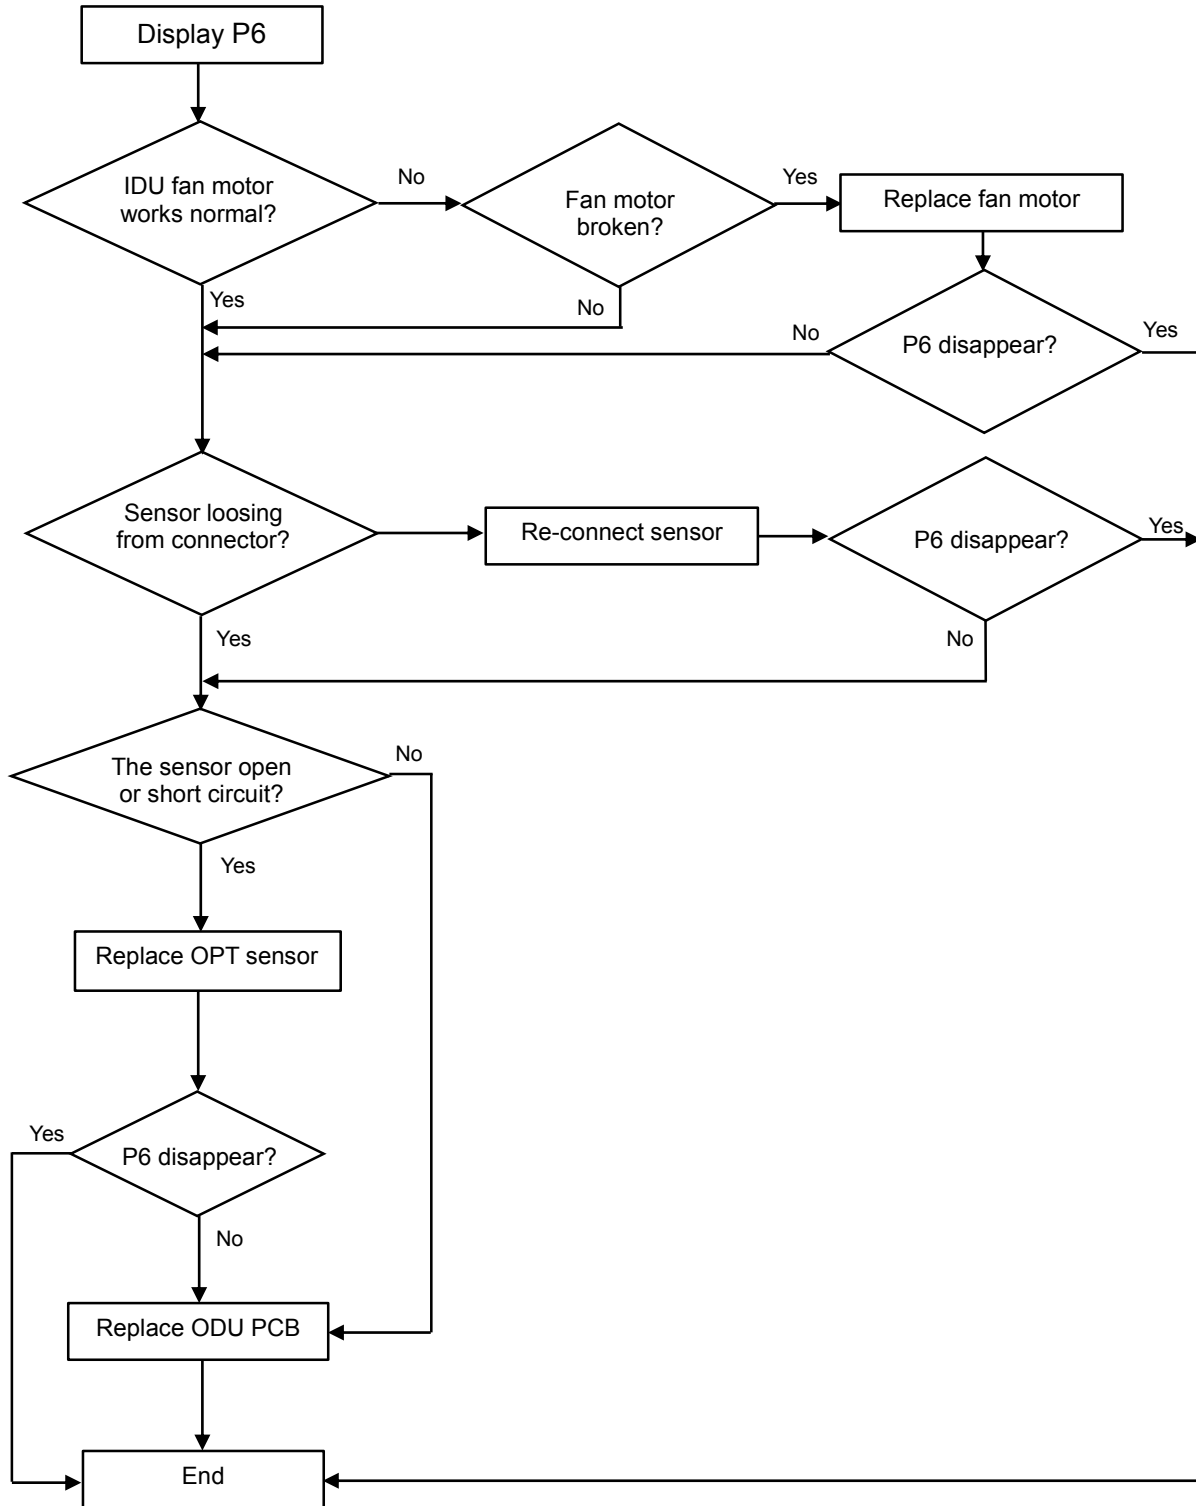 Display P6
IDU fan motor
works normal?
No
Fan motor
broken?
Yes
Replace fan motor
Yes
No
No
P6 disappear?
Yes
Sensor loosing
from connector?
Re-connect sensor
P6 disappear?
Yes
Yes
No
The sensor open
or short circuit?
No
Yes
Replace OPT sensor
Yes
P6 disappear?
No
Replace ODU PCB
End